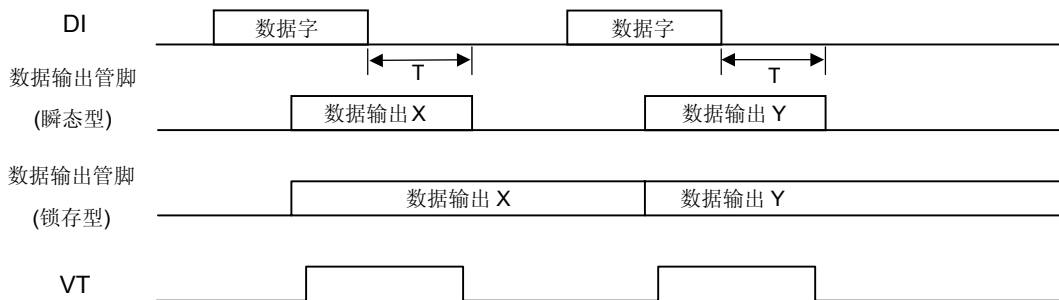 DI
数据字
数据字
T
T
数据输出管脚
(瞬态型)
数据输出 X
数据输出 Y
数据输出管脚
(锁存型)
数据输出 X
数据输出 Y
VT